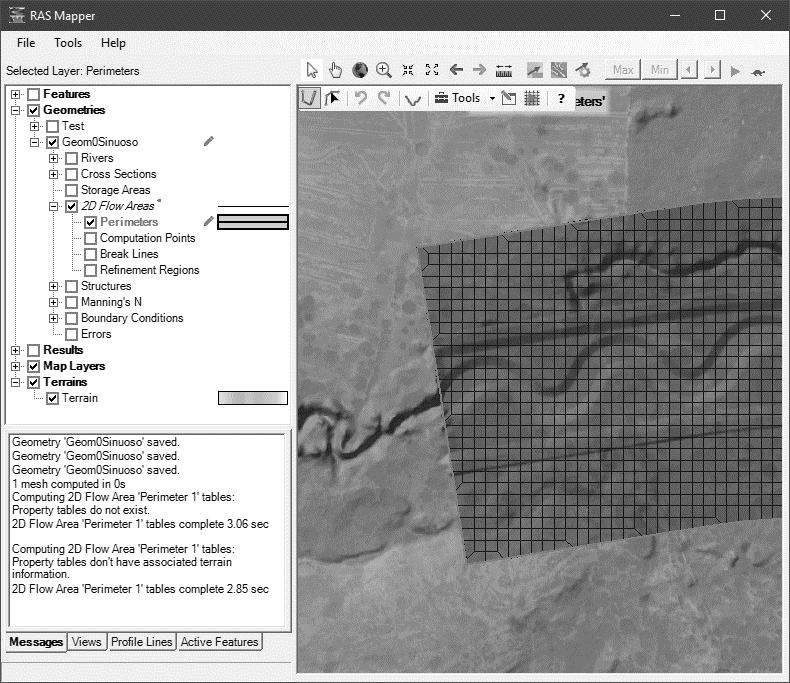 RAS Mapper
File Tools Help
Selected Layer: Perimeters
Max Min
Features
Geometries
Test
Geom0Sinuoso
Rivers
Cross Sections
Storage Areas
2D Flow Areas
Perimeters
Computation Points
Break Lines
Refinement Regions
Structures
Manning's N
Boundary Conditions
Errors
Results
Map Layers
Terrains
Terrain
Tools ? eters'
Geometry 'Geom0Sinuoso' saved.
Geometry 'Geom0Sinuoso' saved.
Geometry 'Geom0Sinuoso' saved.
1 mesh computed in 0s
Computing 2D Flow Area 'Perimeter 1' tables:
Property tables do not exist.
2D Flow Area 'Perimeter 1' tables complete 3.06 sec
Computing 2D Flow Area 'Perimeter 1' tables:
Property tables don't have associated terrain
information.
2D Flow Area 'Perimeter 1' tables complete 2.85 sec
Messages Views Profile Lines Active Features